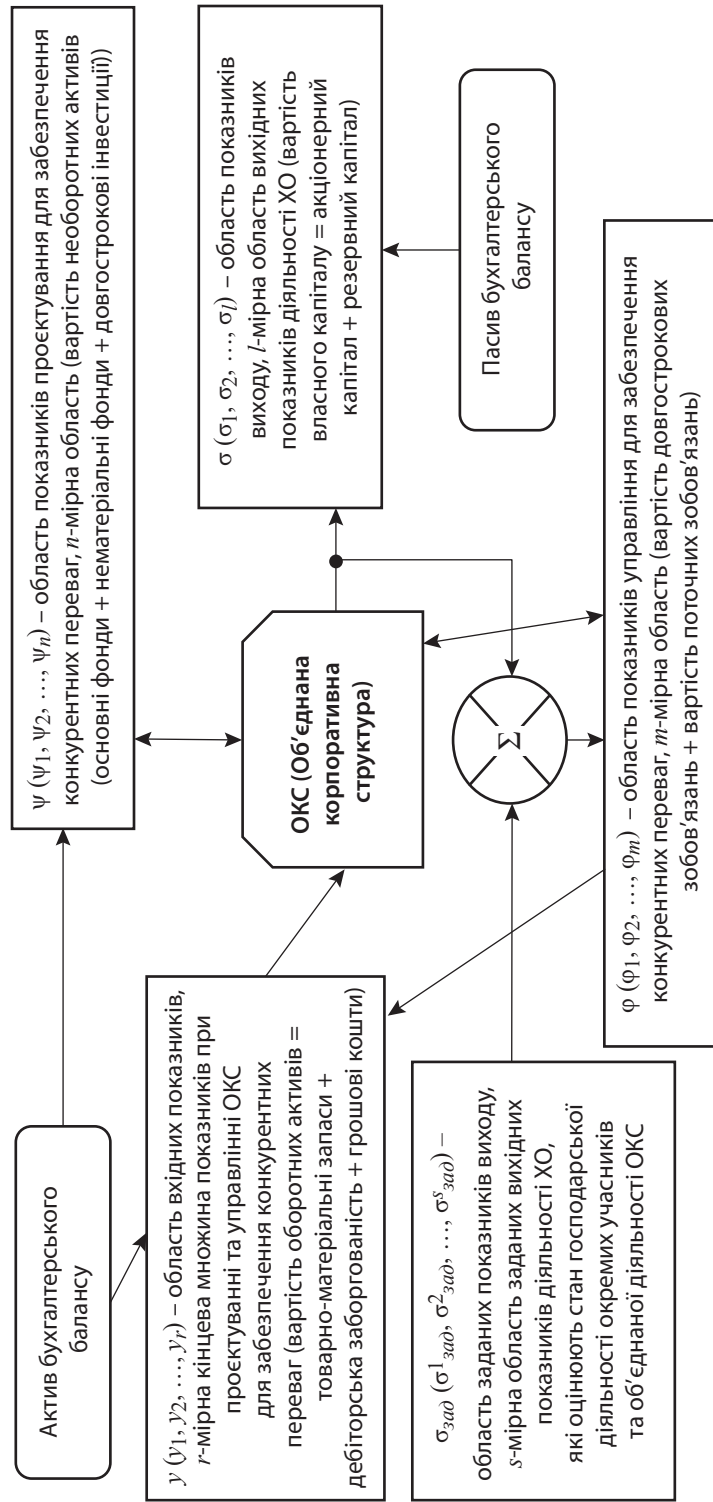 Актив бухгалтерського
балансу
ψ (ψ1, ψ2, …, ψn) – область показників проєктування для забезпечення
конкурентних переваг, n-мірна область (вартість необоротних активів
(основні фонди + нематеріальні фонди + довгострокові інвестиції))
y (y1, y2, …, yr) – область вхідних показників,
r-мірна кінцева множина показників при
проєктуванні та управлінні ОКС
для забезпечення конкурентних
переваг (вартість оборотних активів =
товарно-матеріальні запаси +
дебіторська заборгованість + грошові кошти)
ОКС (Об’єднана
корпоративна
структура)
σ (σ1, σ2, …, σl) – область показників
виходу, l-мірна область вихідних
показників діяльності ХО (вартість
власного капіталу = акціонерний
капітал + резервний капітал)
σзад (σ1зад, σ2зад, …, σsзад) –
область заданих показників виходу,
s-мірна область заданих вихідних
показників діяльності ХО,
які оцінюють стан господарської
діяльності окремих учасників
та об’єднаної діяльності ОКС
Σ
Пасив бухгалтерського
балансу
φ (φ1, φ2, …, φm) – область показників управління для забезпечення
конкурентних переваг, m-мірна область (вартість довгострокових
зобов’язань + вартість поточних зобов’язань)